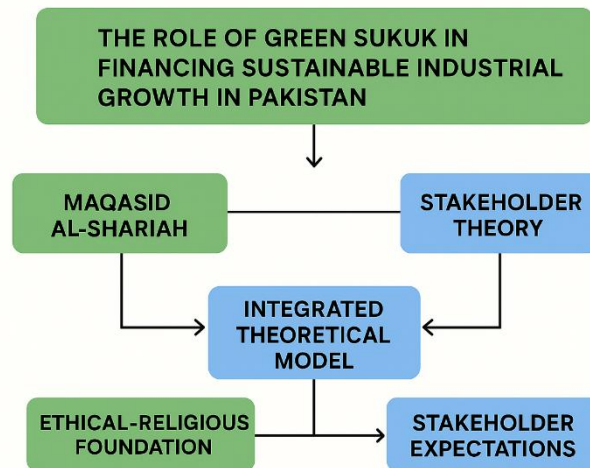 THE ROLE OF GREEN SUKUK IN
FINANCING SUSTAINABLE INDUSTRIAL
GROWTH IN PAKISTAN
MAQASID
AL-SHARIAH
STAKEHOLDER
THEORY
INTEGRATED
THEORETICAL
MODEL
ETHICAL-RELIGIOUS
FOUNDATION
STAKEHOLDER
EXPECTATIONS